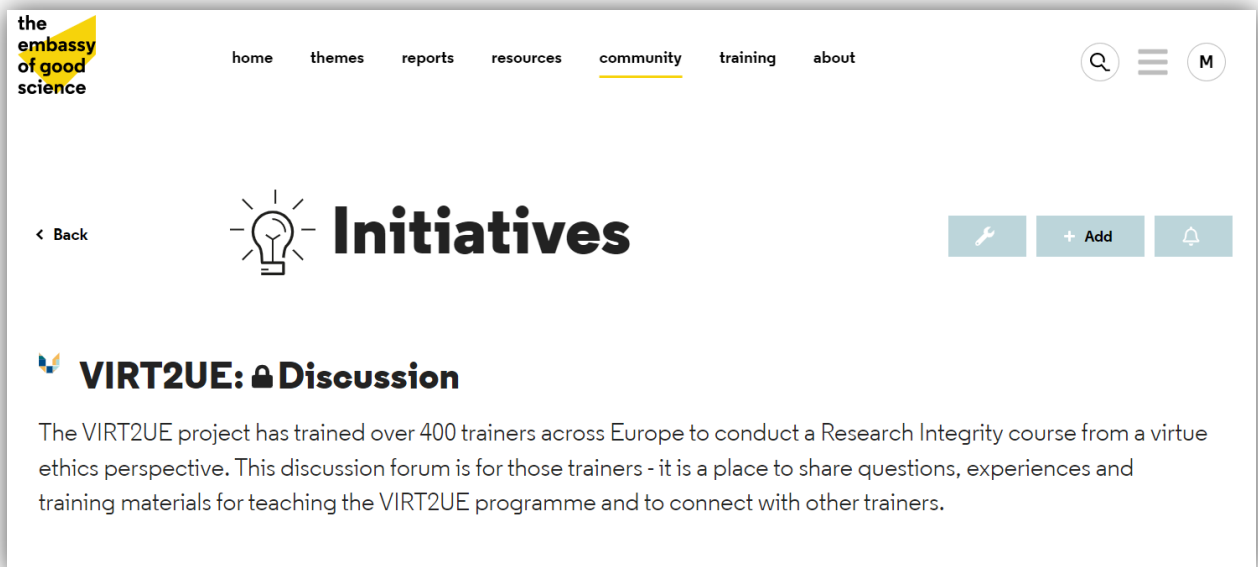 the
embassy
of good
science
home themes reports resources community training about
M
< Back
Initiatives
+ Add
VIRT2UE: Discussion
The VIRT2UE project has trained over 400 trainers across Europe to conduct a Research Integrity course from a virtue
ethics perspective. This discussion forum is for those trainers - it is a place to share questions, experiences and
training materials for teaching the VIRT2UE programme and to connect with other trainers.